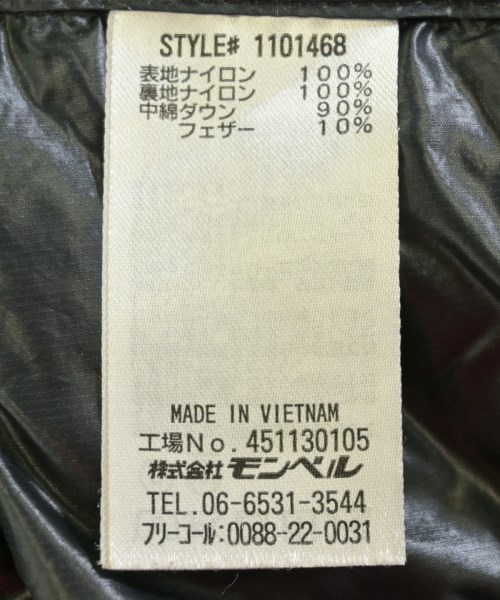 STYLE# 1101468
表地ナイロン 100%
裏地ナイロン 100%
中綿ダウン 90%
フェザー 10%
MADE IN VIETNAM
工場No. 451130105
株式会社モンベル
TEL. 06-6531-3544
フリーコール:0088-22-0031